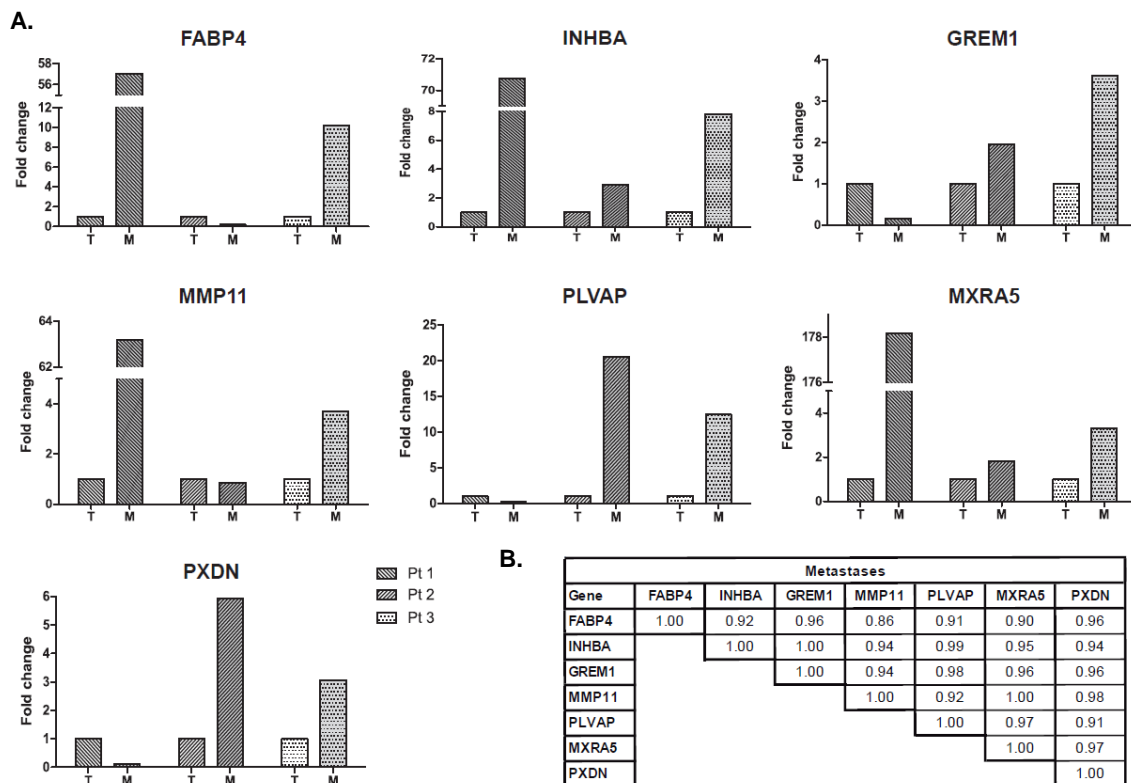 A.
FABP4
Fold change
58
56
12
10
8
6
4
2
0
T M T M T M
INHBA
Fold change
72
70
8
6
4
2
0
T M T M T M
GREM1
Fold change
4
3
2
1
0
T M T M T M
MMP11
Fold change
64
62
4
2
0
T M T M T M
PLVAP
Fold change
25
20
15
10
5
0
T M T M T M
MXRA5
Fold change
178
176
4
2
0
T M T M T M
PXDN
Fold change
6
5
4
3
2
1
0
T M T M T M
Pt 1
Pt 2
Pt 3
B.
Metastases
Gene FABP4 INHBA GREM1 MMP11 PLVAP MXRA5 PXDN
FABP4 1.00 0.92 0.96 0.86 0.91 0.90 0.96
INHBA 1.00 1.00 0.94 0.99 0.95 0.94
GREM1 1.00 0.94 0.98 0.96 0.96
MMP11 1.00 0.92 1.00 0.98
PLVAP 1.00 0.97 0.91
MXRA5 1.00 0.97
PXDN 1.00